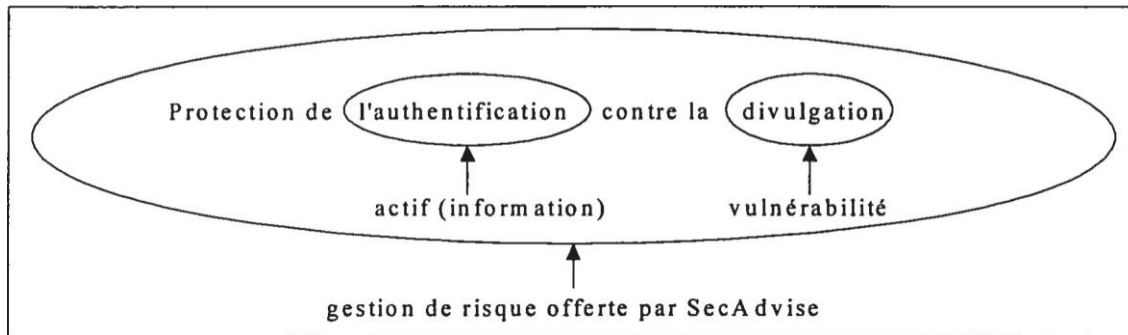 Protection de l'authentification contre la divulgation
actif (information) vulnérabilité
gestion de risque offerte par SecAdvise